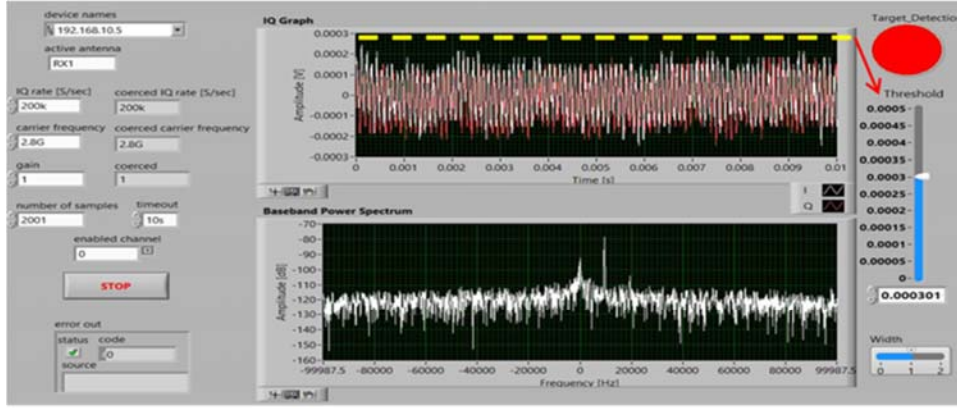 device names
192.168.10.5
active antenna
RX1
IQ rate [S/sec] coerced IQ rate [S/sec]
200k 200k
carrier frequency coerced carrier frequency
2.8G 2.8G
gain coerced
1 1
number of samples timeout
2001 10s
enabled channel
0
STOP
error out
status code
0
source
IQ Graph
Amplitude [V]
0.0003
0.0002
0.0001
0
-0.0001
-0.0002
-0.0003
0 0.001 0.002 0.003 0.004 0.005 0.006 0.007 0.008 0.009 0.01
Time [s]
I
Q
Baseband Power Spectrum
Amplitude [dB]
-70
-80
-90
-100
-110
-120
-130
-140
-150
-160
-99987.5 -80000 -60000 -40000 -20000 0 20000 40000 60000 80000 99987.5
Frequency [Hz]
Target_Detectio
Threshold
0.0005
0.00045
0.0004
0.00035
0.0003
0.00025
0.0002
0.00015
0.0001
0.00005
0
0.000301
Width
0 1 2